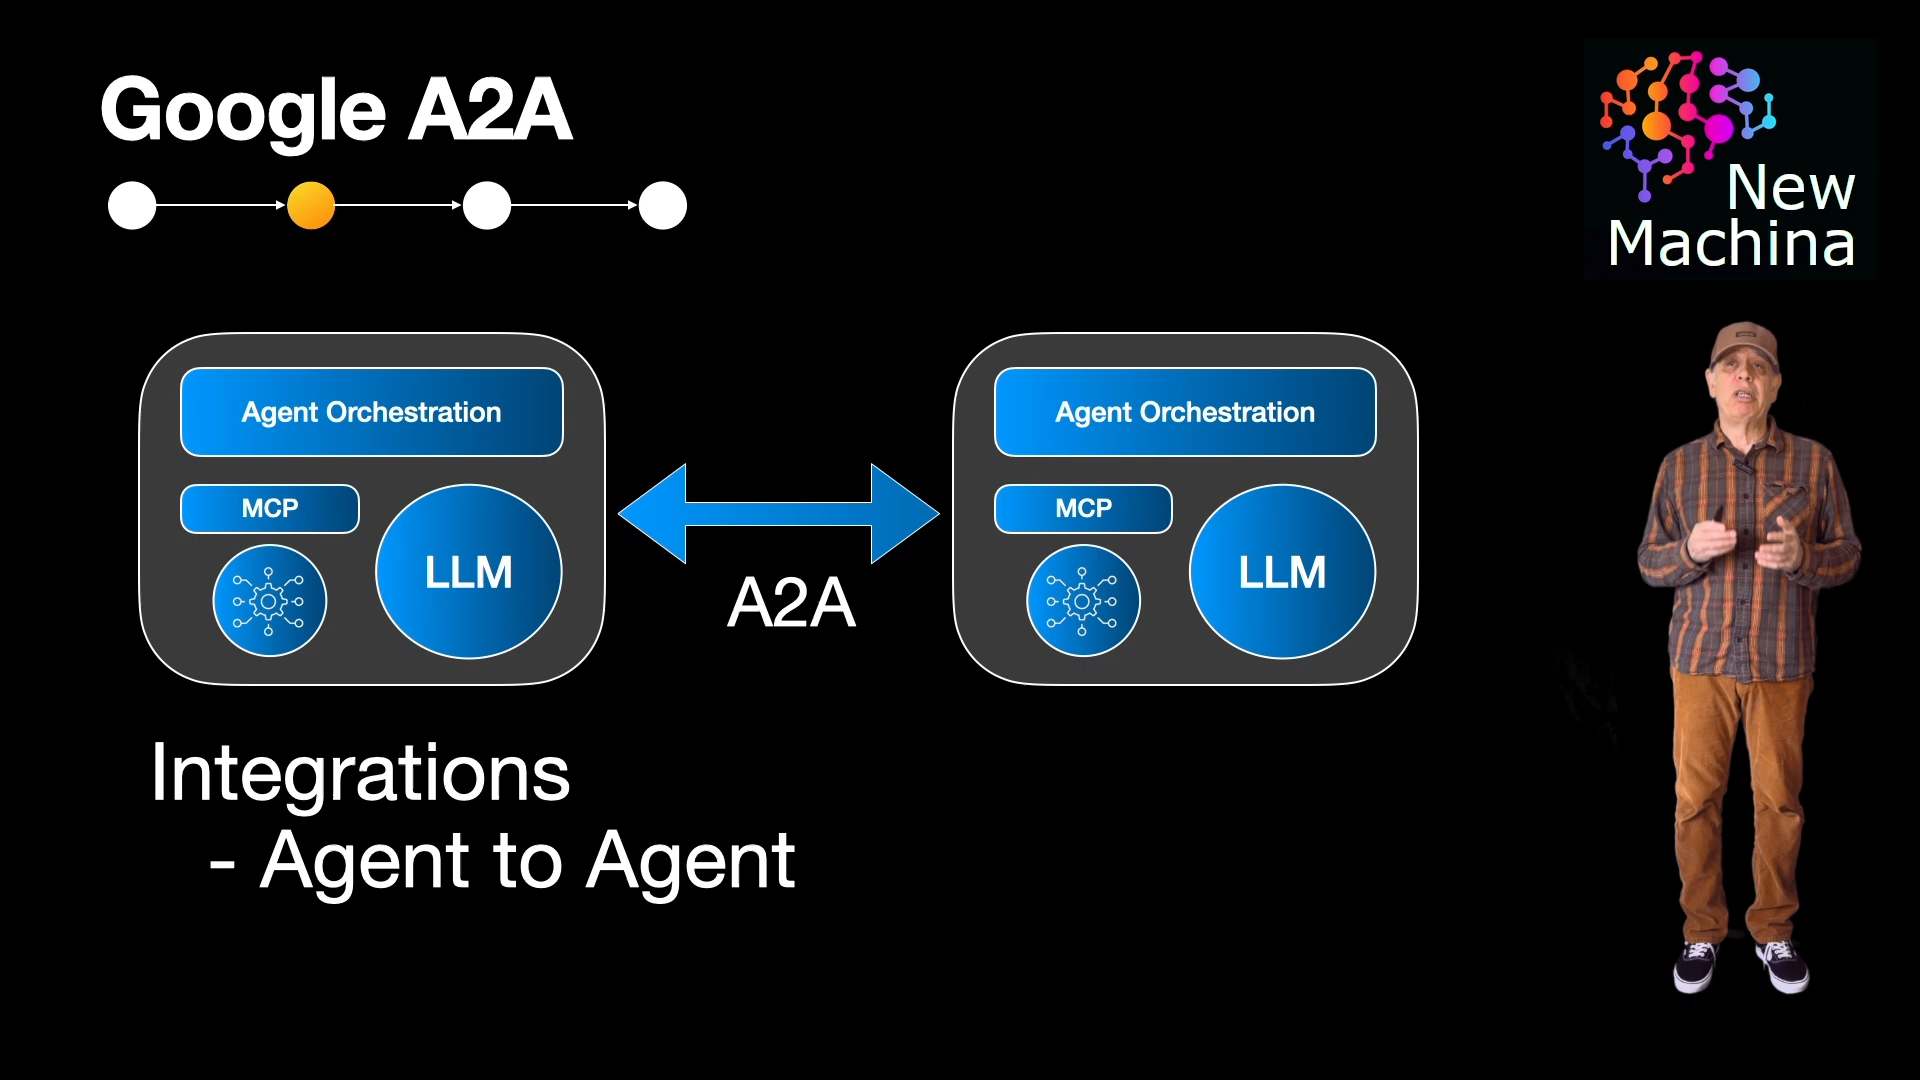 Google A2A
New
Machina
Agent Orchestration
MCP
LLM
A2A
Agent Orchestration
MCP
LLM
Integrations
- Agent to Agent